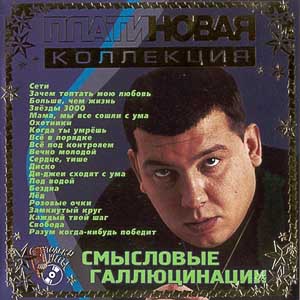 ПЛАТИНОВАЯ
КОЛЛЕКЦИЯ
Сети
Зачем топтать мою любовь
Больше, чем жизнь
Звёзды 3000
Мама, мы все сошли с ума
Охотники
Когда ты умрёшь
Всё в порядке
Всё под контролем
Вечно молодой
Сердце, тише
Диско
Ди-джеи сходят с ума
Под водой
Бездна
Лёд
Розовые очки
Замкнутый круг
Каждый твой шаг
Свобода
Разум когда-нибудь победит
СМЫСЛОВЫЕ
ГАЛЛЮЦИНАЦИИ